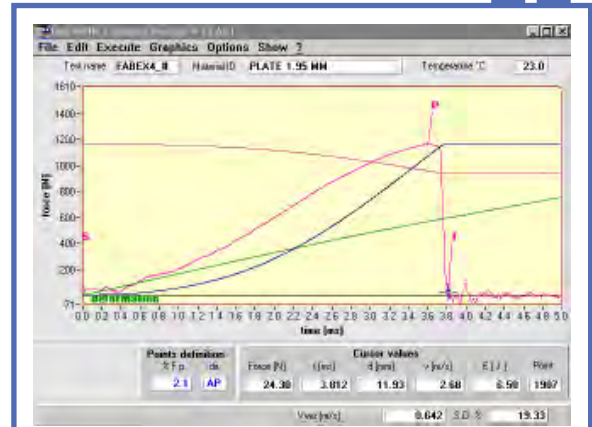 File Edit Execute Graphics Options Show ?
Test name FABEX4_# Material ID PLATE 1.95 MM Temperature °C 23.0
1610
1400
1200
1000
800
600
400
200
-71
force [N]
S
P
I
deformation
0.0 0.2 0.4 0.6 0.8 1.0 1.2 1.4 1.6 1.8 2.0 2.2 2.4 2.6 2.8 3.0 3.2 3.4 3.6 3.8 4.0 4.2 4.4 4.6 4.8 5.0
time [ms]
Points definition Cursor values
% F.p. Force [N] t [ms] d [mm] v [m/s] E [ J ] Point
2.1 AP 24.30 3.812 11.93 2.68 6.50 1907
[m/s] 0.642 S.D. % 19.33